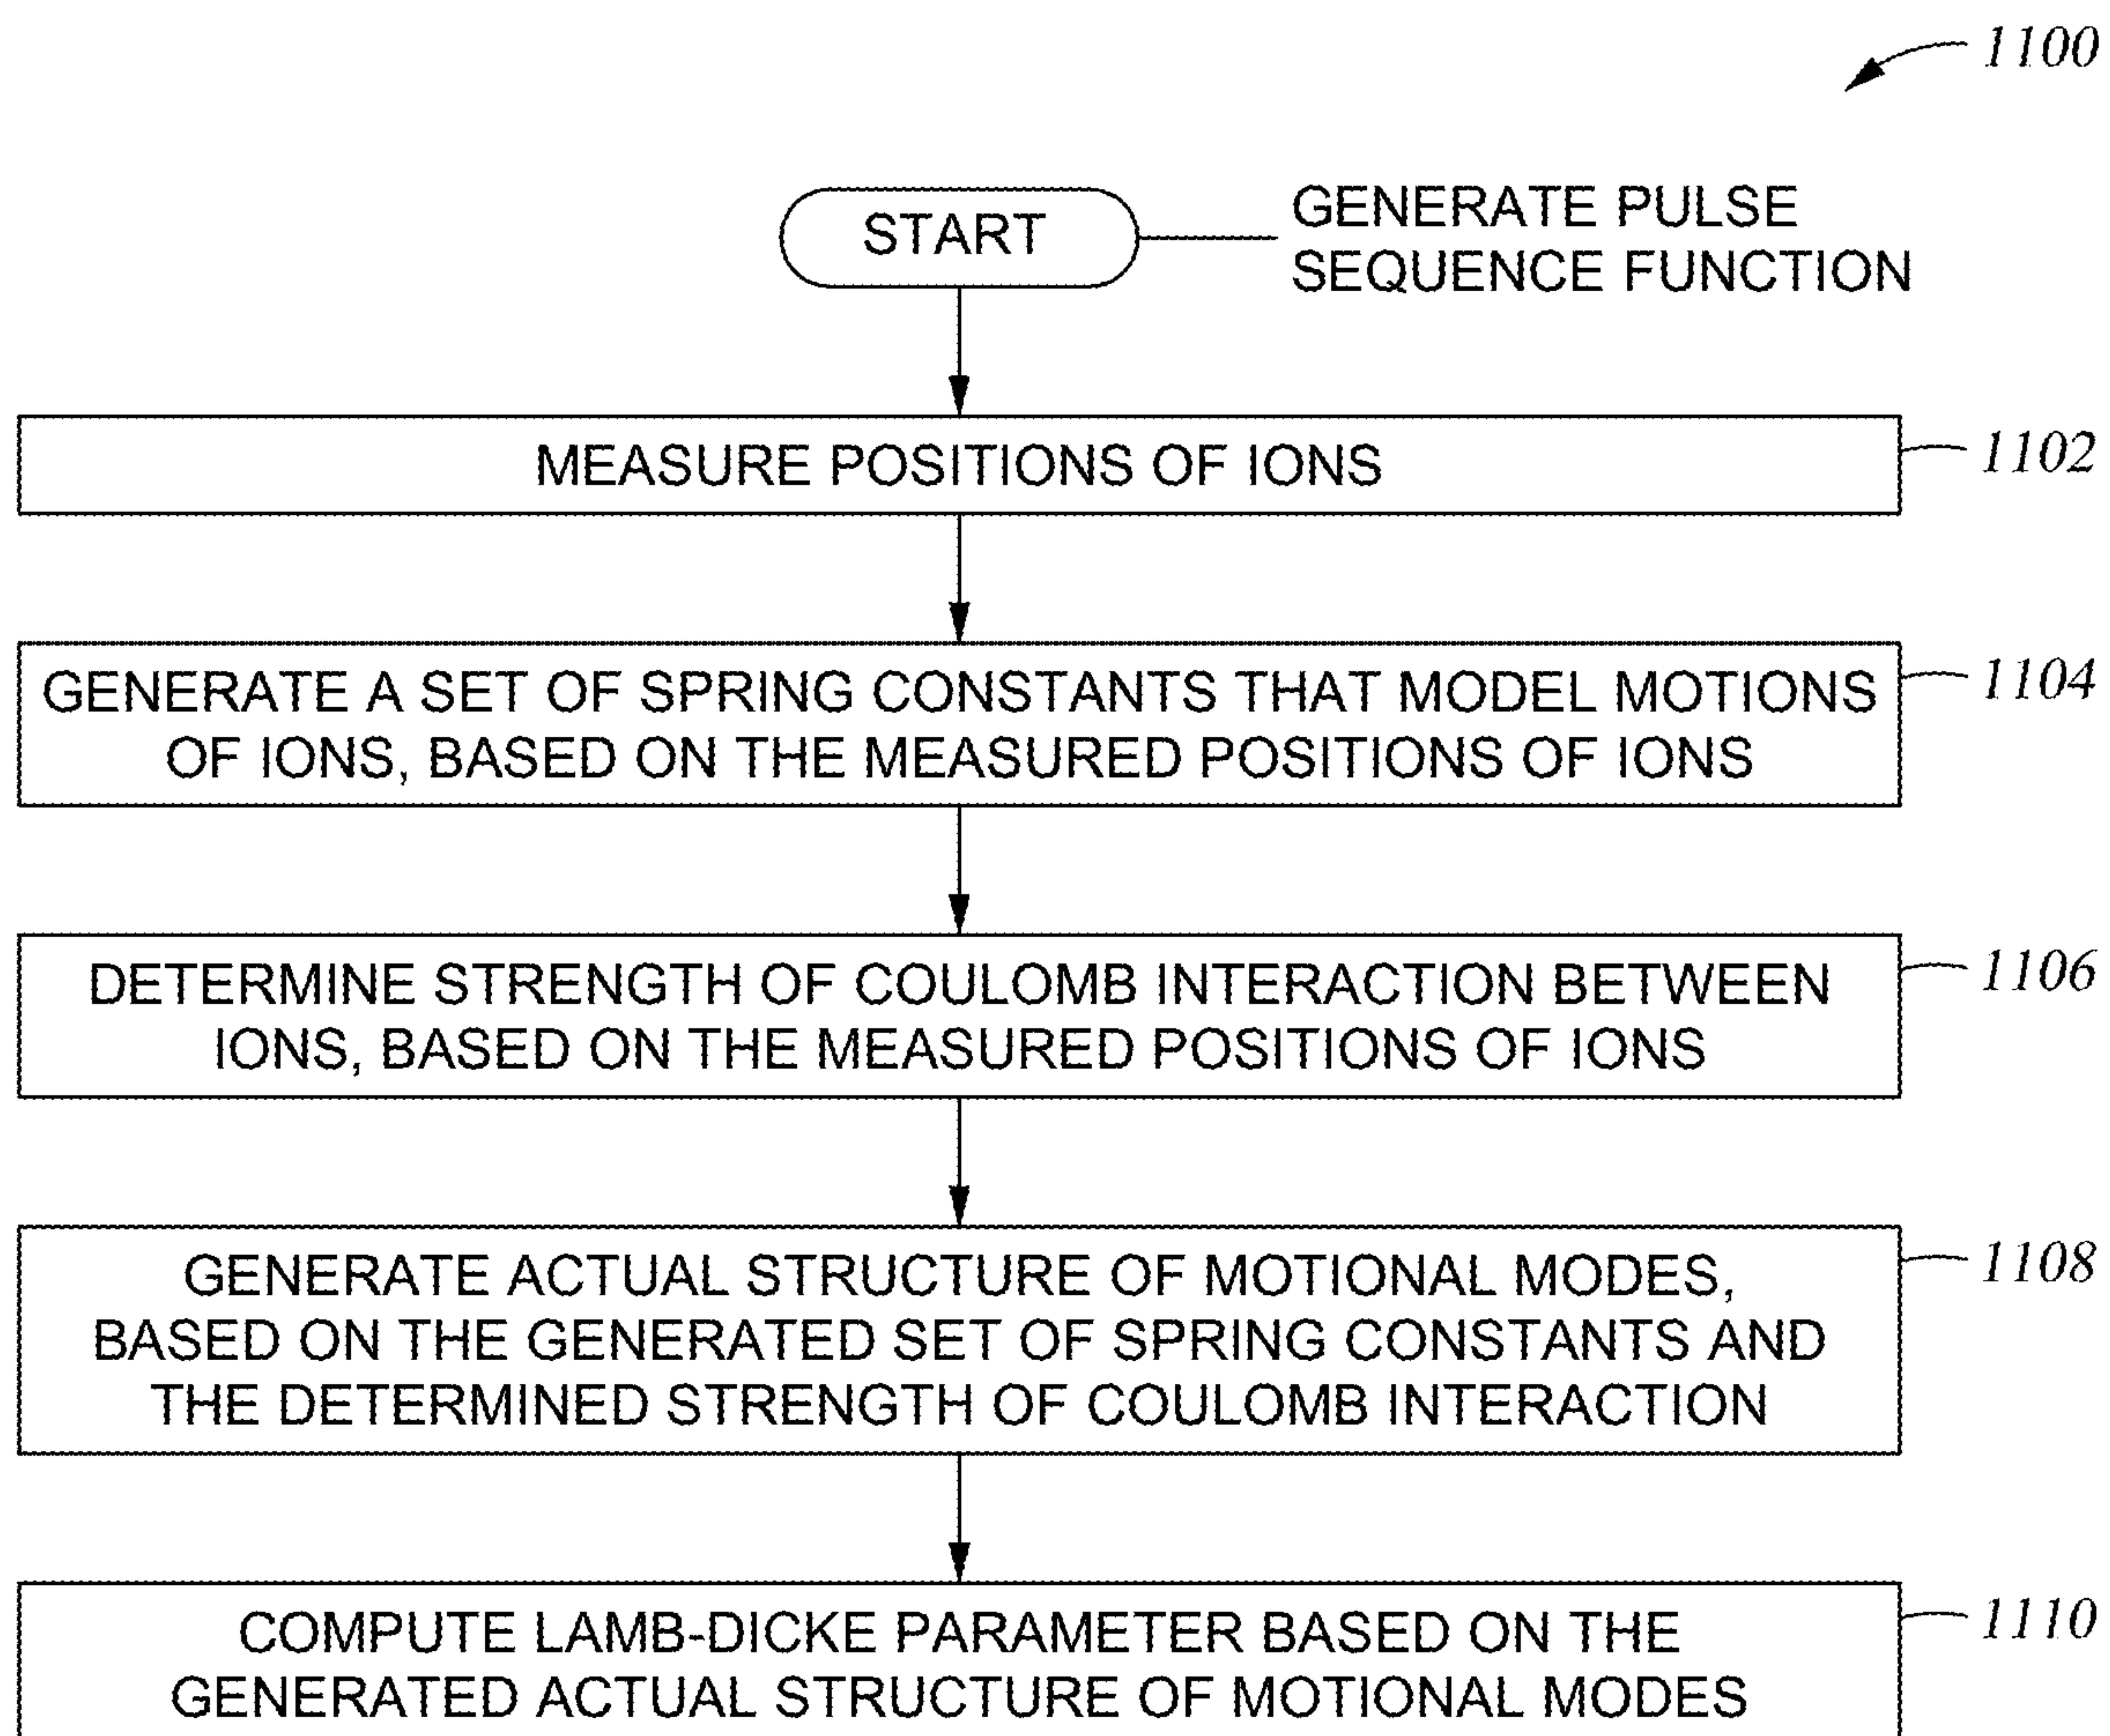 1100
START
GENERATE PULSE
SEQUENCE FUNCTION
MEASURE POSITIONS OF IONS
1102
GENERATE A SET OF SPRING CONSTANTS THAT MODEL MOTIONS
OF IONS, BASED ON THE MEASURED POSITIONS OF IONS
1104
DETERMINE STRENGTH OF COULOMB INTERACTION BETWEEN
IONS, BASED ON THE MEASURED POSITIONS OF IONS
1106
GENERATE ACTUAL STRUCTURE OF MOTIONAL MODES,
BASED ON THE GENERATED SET OF SPRING CONSTANTS AND
THE DETERMINED STRENGTH OF COULOMB INTERACTION
1108
COMPUTE LAMB-DICKE PARAMETER BASED ON THE
GENERATED ACTUAL STRUCTURE OF MOTIONAL MODES
1110